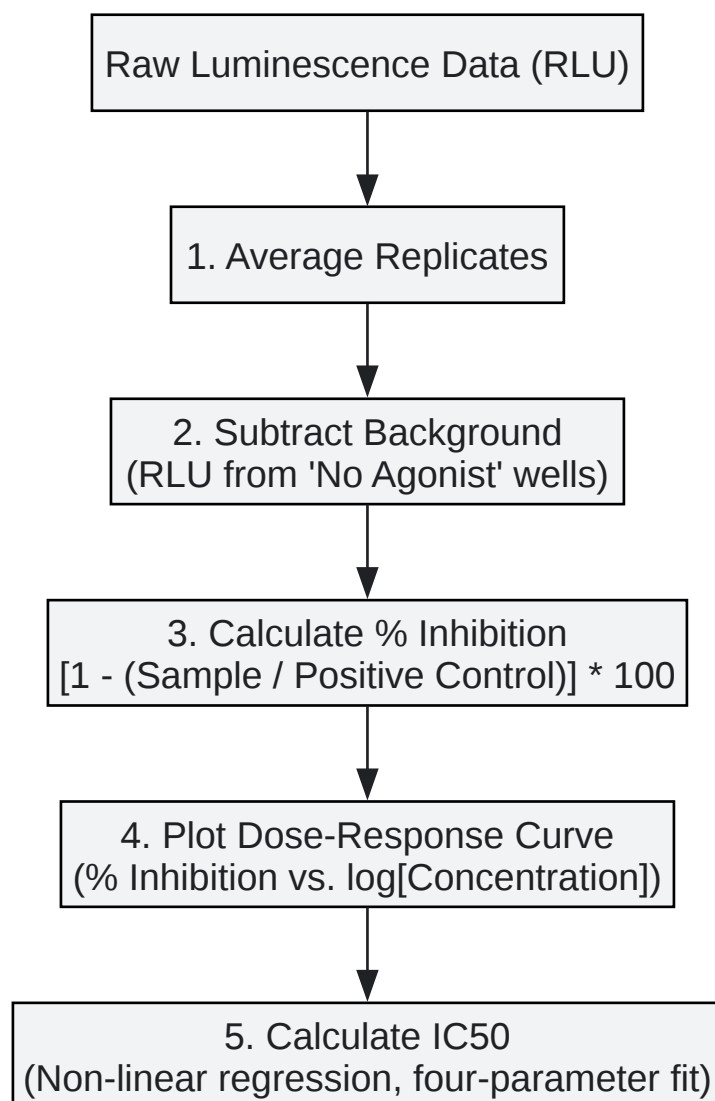 Raw Luminescence Data (RLU)
1. Average Replicates
2. Subtract Background
(RLU from 'No Agonist' wells)
3. Calculate % Inhibition
[1 - (Sample / Positive Control)] * 100
4. Plot Dose-Response Curve
(% Inhibition vs. log[Concentration])
5. Calculate IC50
(Non-linear regression, four-parameter fit)